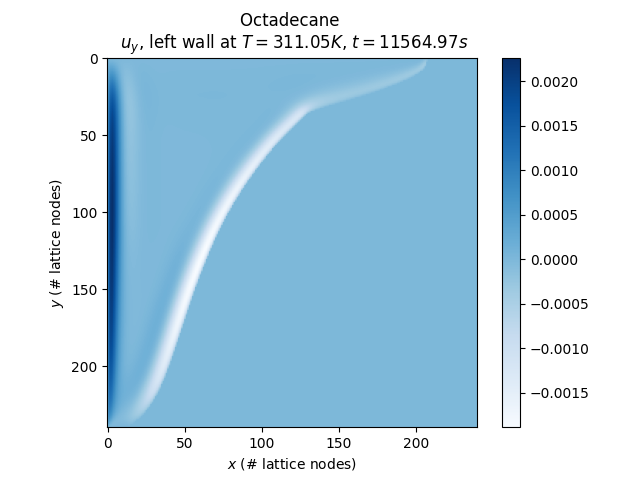 Octadecane
u_y, left wall at T = 311.05K, t = 11564.97s
0
50
100
150
200
y (# lattice nodes)
0 50 100 150 200
x (# lattice nodes)
0.0020
0.0015
0.0010
0.0005
0.0000
−0.0005
−0.0010
−0.0015